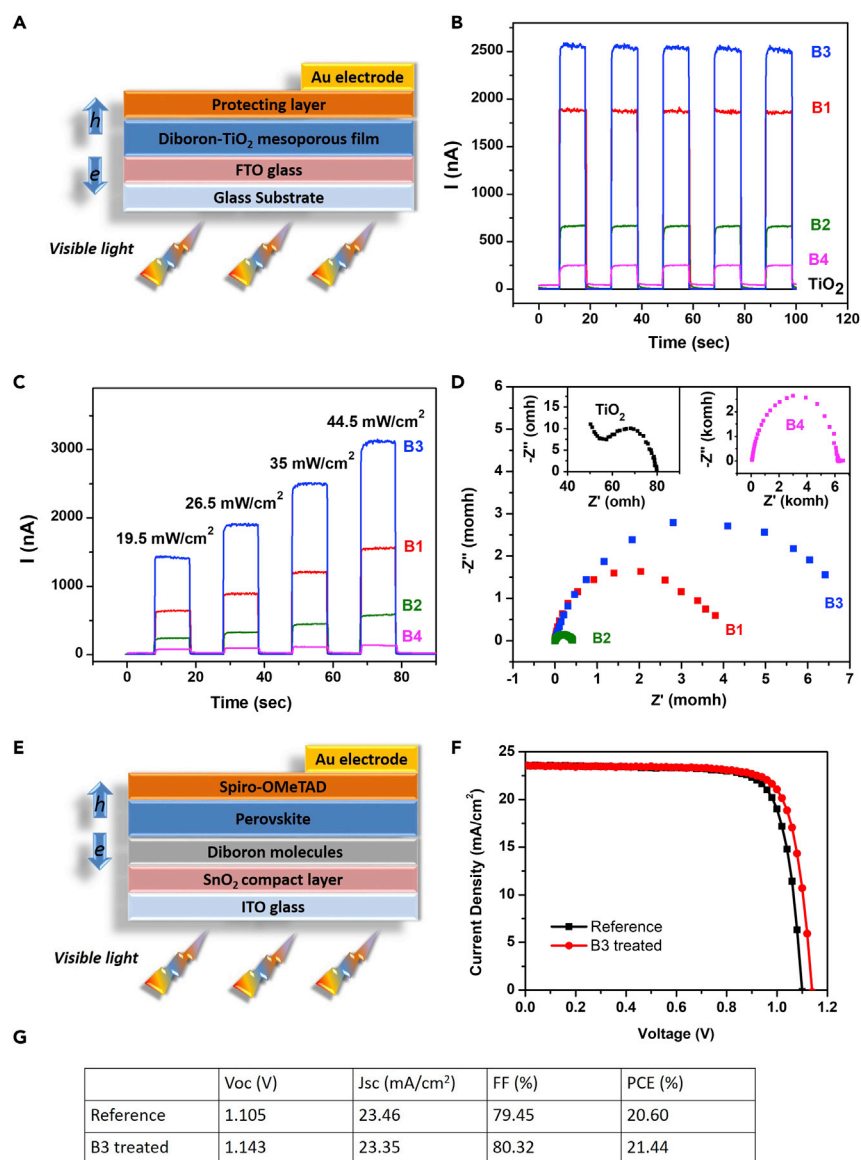 A
Au electrode
Protecting layer
h
Diboron-TiO2 mesoporous film
e
FTO glass
Glass Substrate
Visible light
B
I (nA)
2500
2000
1500
1000
500
0
B3
B1
B2
B4
TiO2
0 20 40 60 80 100 120
Time (sec)
C
I (nA)
3000
2000
1000
0
19.5 mW/cm2
26.5 mW/cm2
35 mW/cm2
44.5 mW/cm2
B3
B1
B2
B4
0 20 40 60 80
Time (sec)
D
-Z" (momh)
6
5
4
3
2
1
0
-1
-Z" (omh)
15
10
5
0
TiO2
40 60 80
Z' (omh)
-Z" (komh)
2
1
0
B4
0 2 4 6
Z' (komh)
B3
B1
B2
-1 0 1 2 3 4 5 6 7
Z' (momh)
E
Au electrode
Spiro-OMeTAD
h
Perovskite
e
Diboron molecules
SnO2 compact layer
ITO glass
Visible light
F
Current Density (mA/cm2)
25
20
15
10
5
0
Reference
B3 treated
0.0 0.2 0.4 0.6 0.8 1.0 1.2
Voltage (V)
G
Voc (V) Jsc (mA/cm2) FF (%) PCE (%)
Reference 1.105 23.46 79.45 20.60
B3 treated 1.143 23.35 80.32 21.44